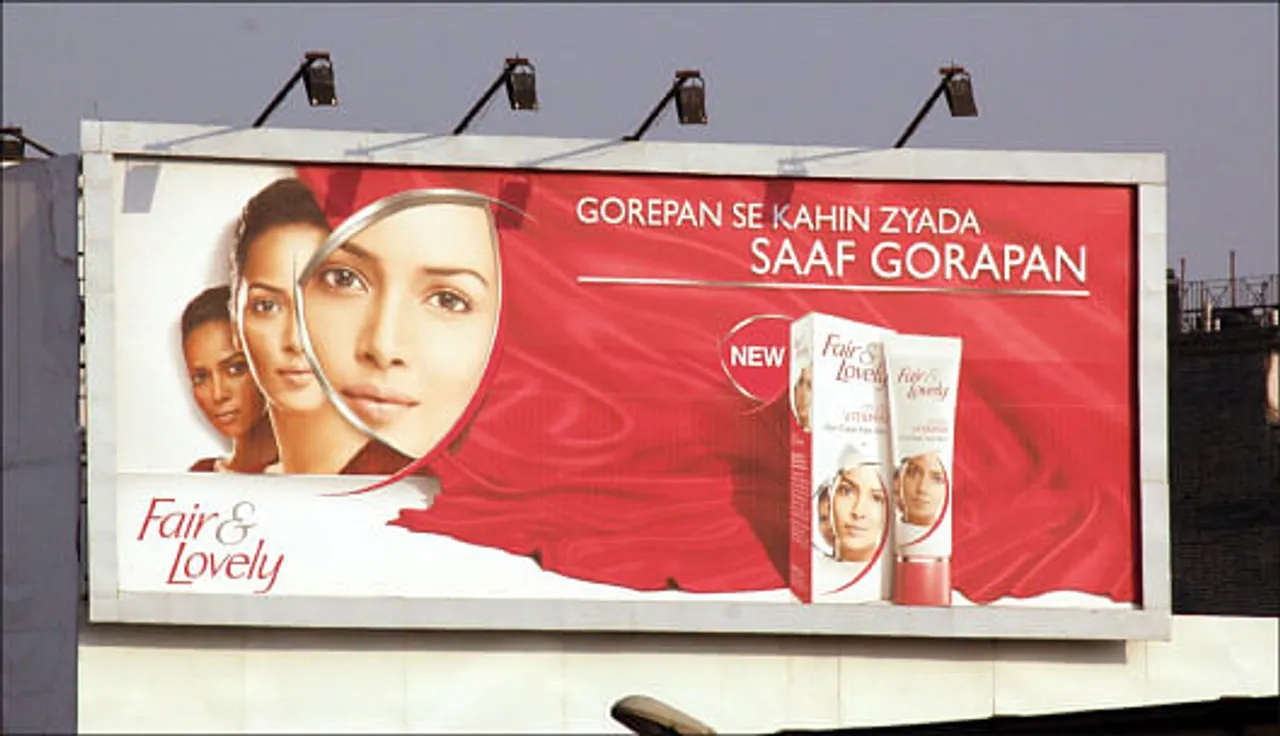 GOREPAN SE KAHIN ZYADA
SAAF GORAPAN
NEW
Fair &
Lovely
Fair &
Lovely
Fair &
Lovely